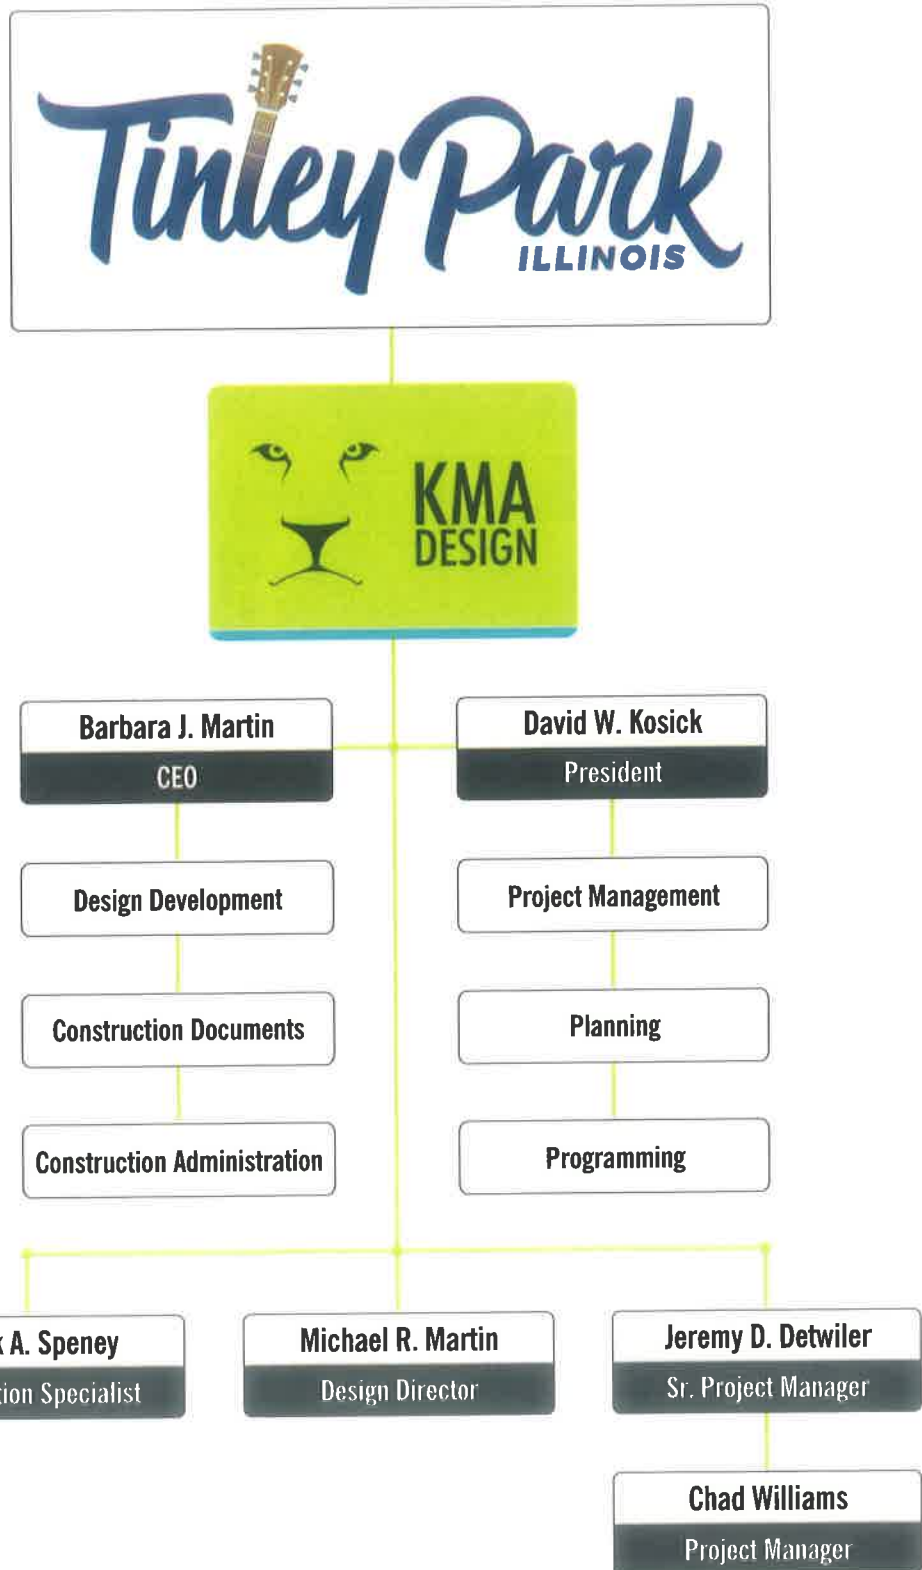 Tinley Park
ILLINOIS
KMA
DESIGN
Barbara J. Martin
CEO
David W. Kosick
President
Design Development
Project Management
Construction Documents
Planning
Construction Administration
Programming
A. Speney
Specialist
Michael R. Martin
Design Director
Jeremy D. Detwiler
Sr. Project Manager
Chad Williams
Project Manager